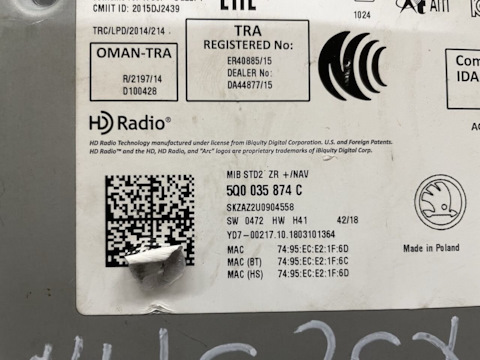 CMIIT ID: 2015DJ2439
EAC
1024
TRC/LPD/2014/214
OMAN-TRA
R/2197/14
D100428
TRA
REGISTERED No:
ER40885/15
DEALER No:
DA44877/15
Com
IDA
HD Radio®
HD Radio Technology manufactured under license from iBiquity Digital Corporation. U.S. and Foreign Patents.
HD Radio™ and the HD, HD Radio, and "Arc" logos are proprietary trademarks of iBiquity Digital Corp.
MIB STD2 ZR +/NAV
5Q0 035 874 C
SKZAZ2U0904558
SW 0472 HW H41 42/18
YD7-00217.10.1803101364
MAC 74:95:EC:E2:1F:6D
MAC (BT) 74:95:EC:E2:1F:6C
MAC (HS) 74:95:EC:E2:1F:6D
Made in Poland